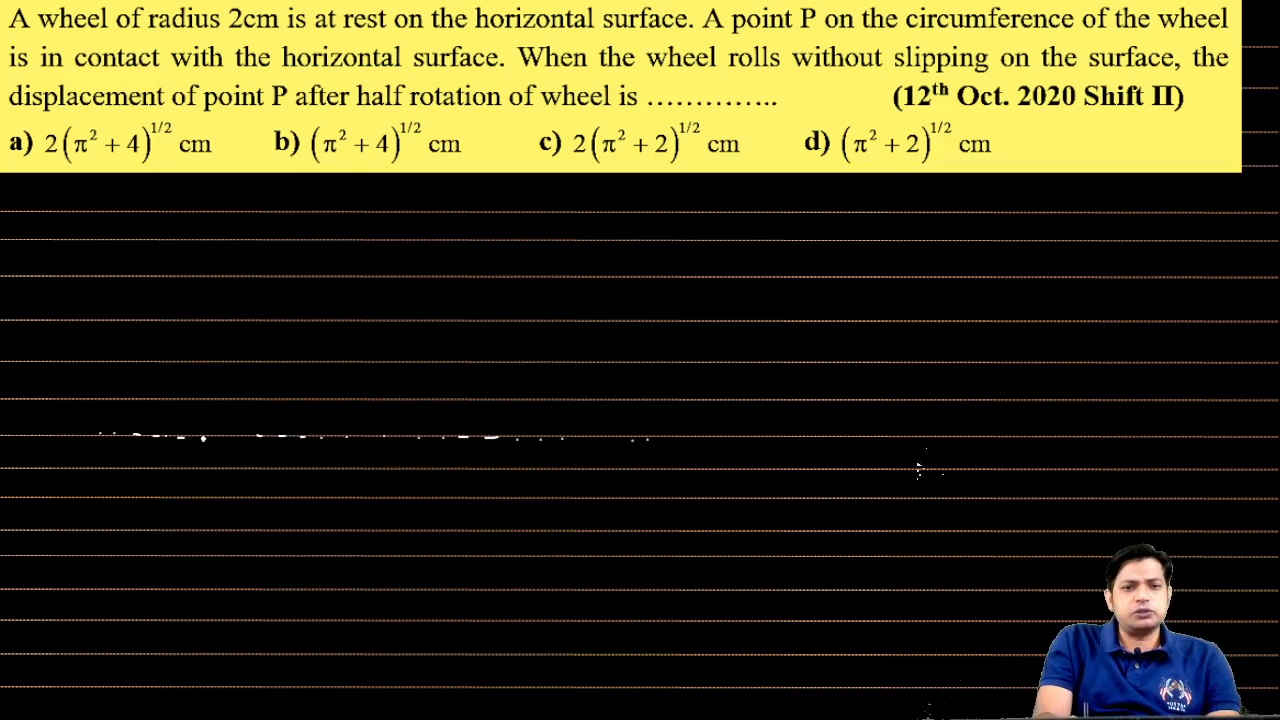 A wheel of radius 2cm is at rest on the horizontal surface. A point P on the circumference of the wheel
is in contact with the horizontal surface. When the wheel rolls without slipping on the surface, the
displacement of point P after half rotation of wheel is ………….. (12th Oct. 2020 Shift II)
a) 2(π² + 4)^1/2 cm b) (π² + 4)^1/2 cm c) 2(π² + 2)^1/2 cm d) (π² + 2)^1/2 cm